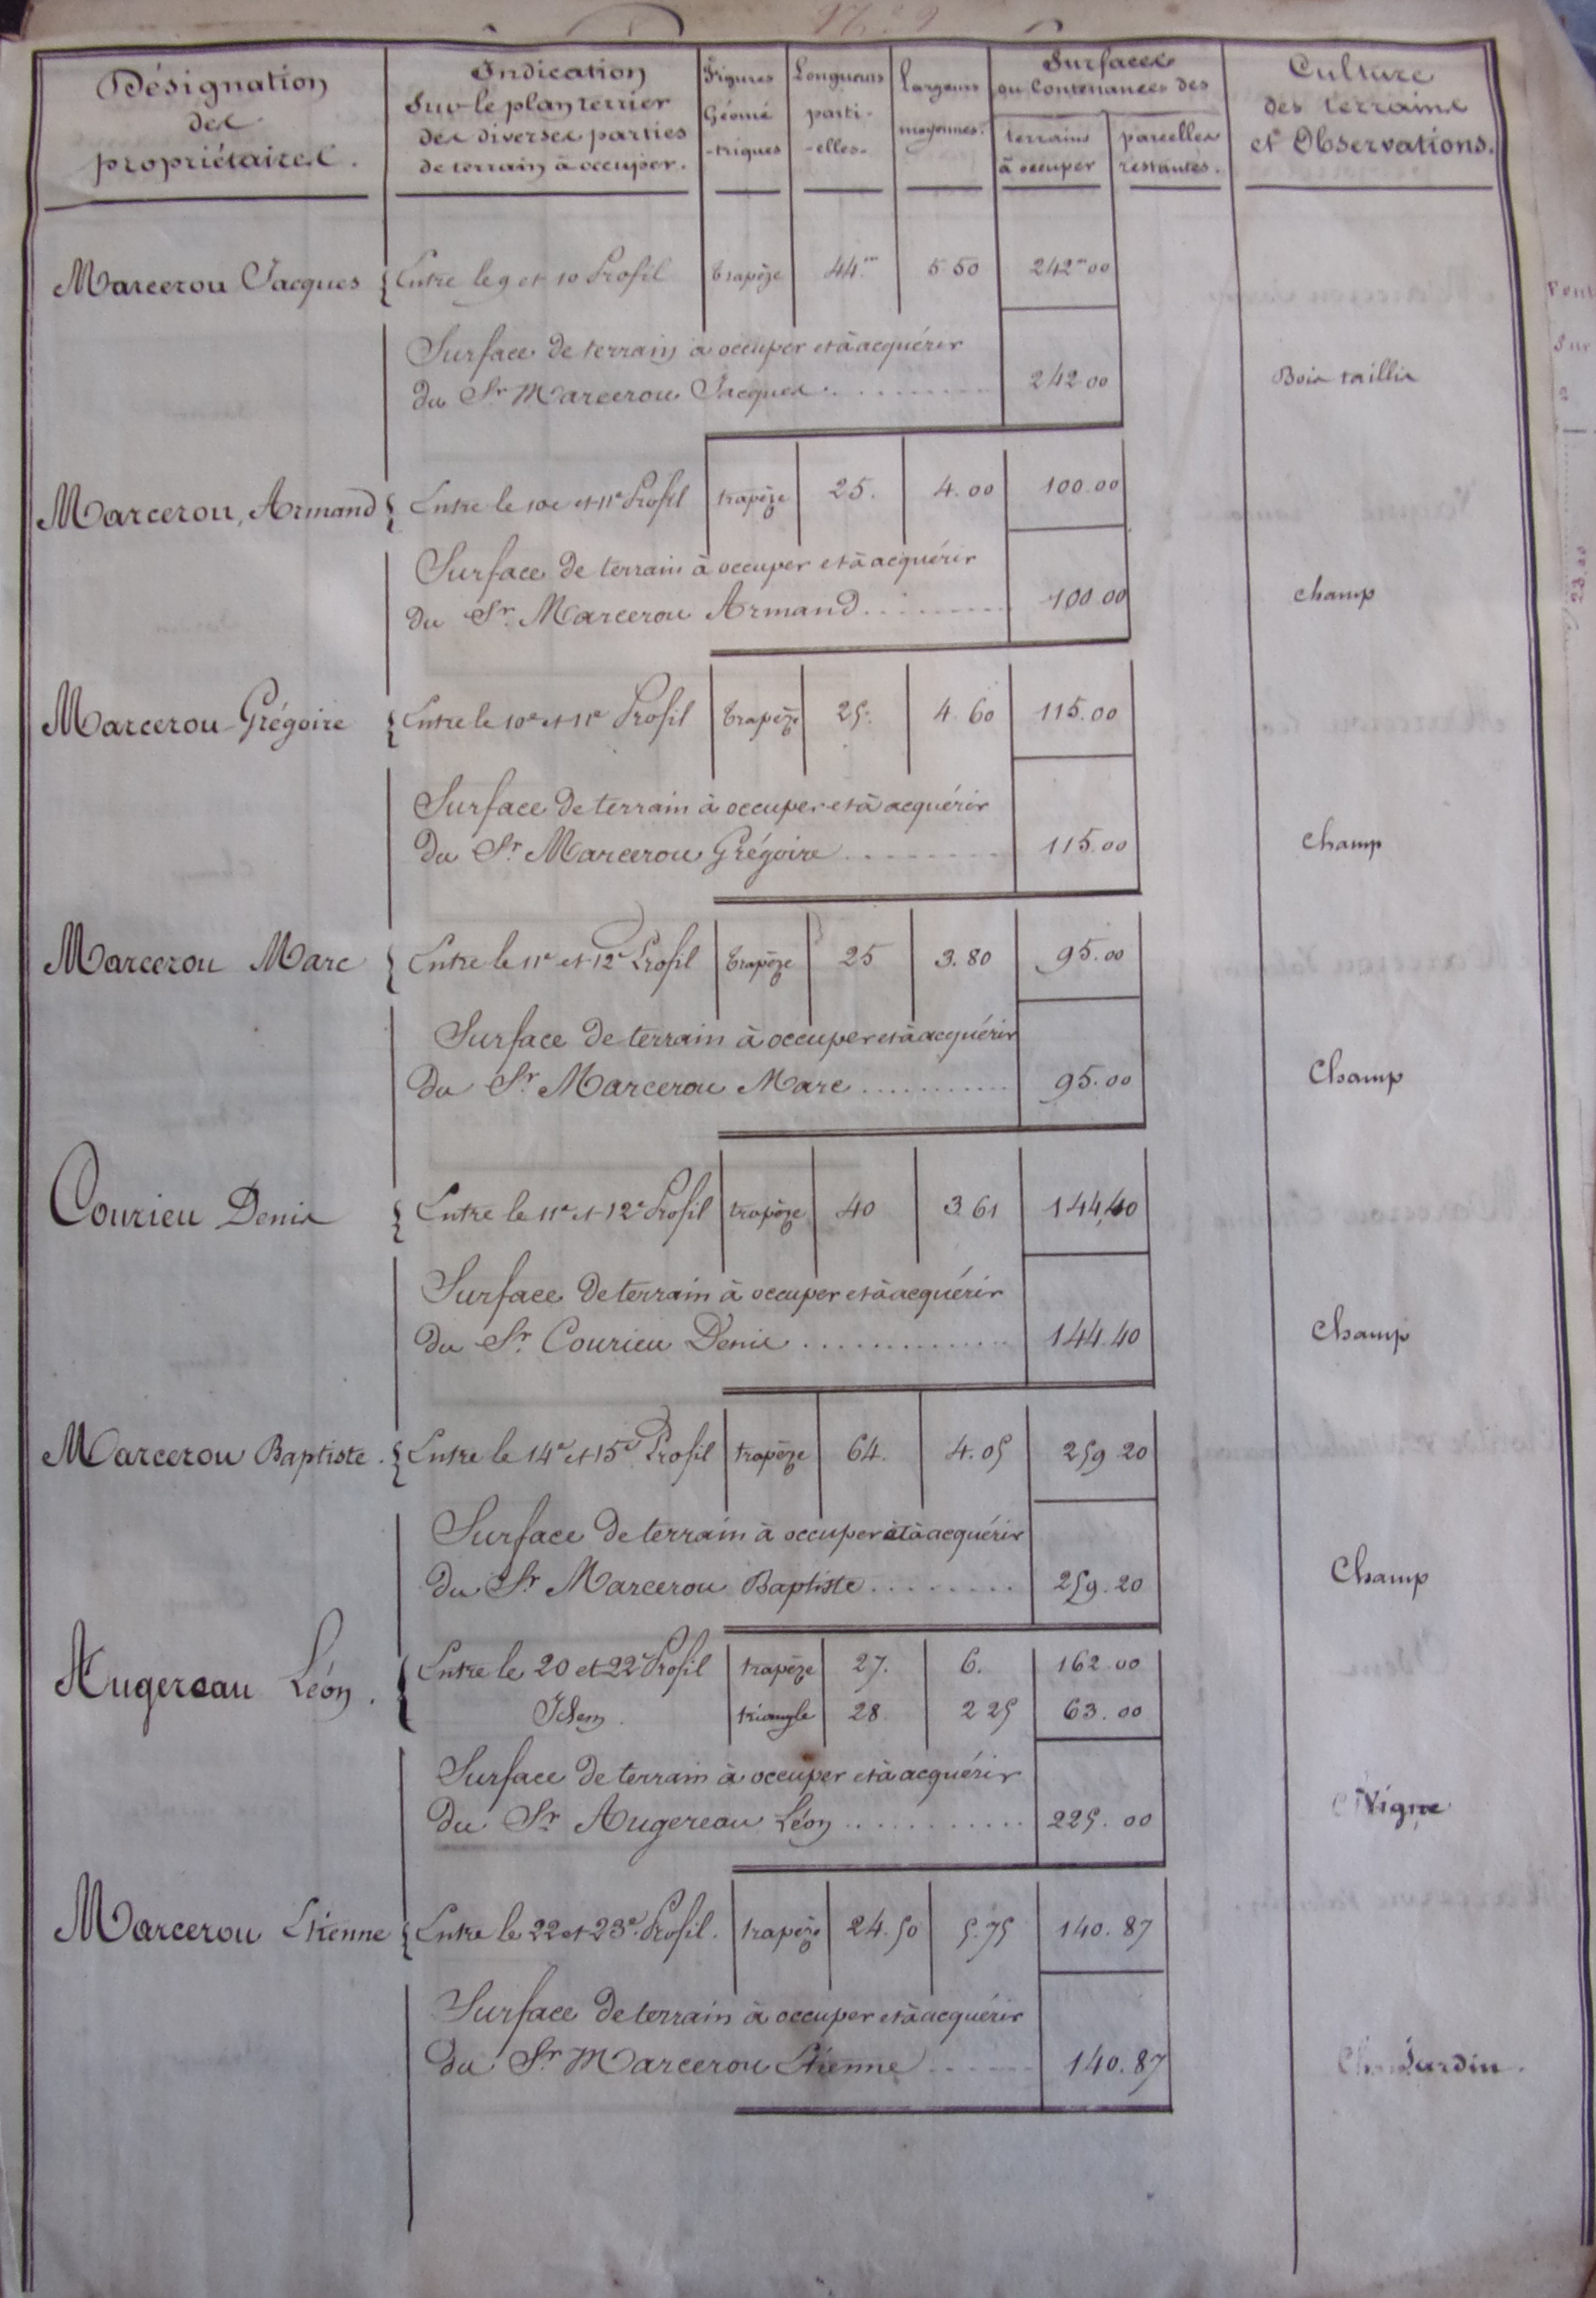 Désignation des propriétaires.
Indication sur le plan terrier des diverses parties de terrain à occuper.
Figures Géomé-triques
Longueurs parti-elles.
largeurs moyennes.
Surfaces ou Contenances des
terrains à occuper
parcelles restantes.
Culture des terrains et Observations.
Marcerou Jacques { Entre le 9 et 10 Profil trapèze 44.m 5.50 242m00
Surface de terrain à occuper et à acquérir
du Sr Marcerou Jacques . . . . . . . . . 242.00 Bois taillis
Marcerou, Armand { Entre le 10e et 11e Profil trapèze 25. 4.00 100.00
Surface de terrain à occuper et à acquérir
du Sr. Marcerou Armand . . . . . . . . . 100.00 champ
Marcerou Grégoire { Entre le 10e et 11e Profil trapèze 25. 4.60 115.00
Surface de terrain à occuper et à acquérir
du Sr Marcerou Grégoire . . . . . . . . . 115.00 champ
Marcerou Marc { Entre le 11e et 12e Profil trapèze 25 3.80 95.00
Surface de terrain à occuper et à acquérir
du Sr. Marcerou Marc . . . . . . . . . . . 95.00 Champ
Courieu Denis { Entre le 11e et 12e Profil trapèze 40 3.61 144,40
Surface de terrain à occuper et à acquérir
du Sr. Courieu Denis . . . . . . . . . . . . . 144.40 Champ
Marcerou Baptiste. { Entre le 14e et 15e Profil trapèze 64. 4.05 259.20
Surface de terrain à occuper et à acquérir
du Sr Marcerou Baptiste . . . . . . . . 259.20 Champ
Augereau Léon. { Entre le 20 et 22e Profil trapèze 27. 6. 162.00
Idem. triangle 28. 2.25 63.00
Surface de terrain à occuper et à acquérir
du Sr. Augereau Léon . . . . . . . . . . . 225.00 Vigne
Marcerou Etienne { Entre le 22 et 23e Profil. trapèze 24.50 5.75 140.87
Surface de terrain à occuper et à acquérir
du Sr. Marcerou Etienne . . . . . . 140.87 Jardin.